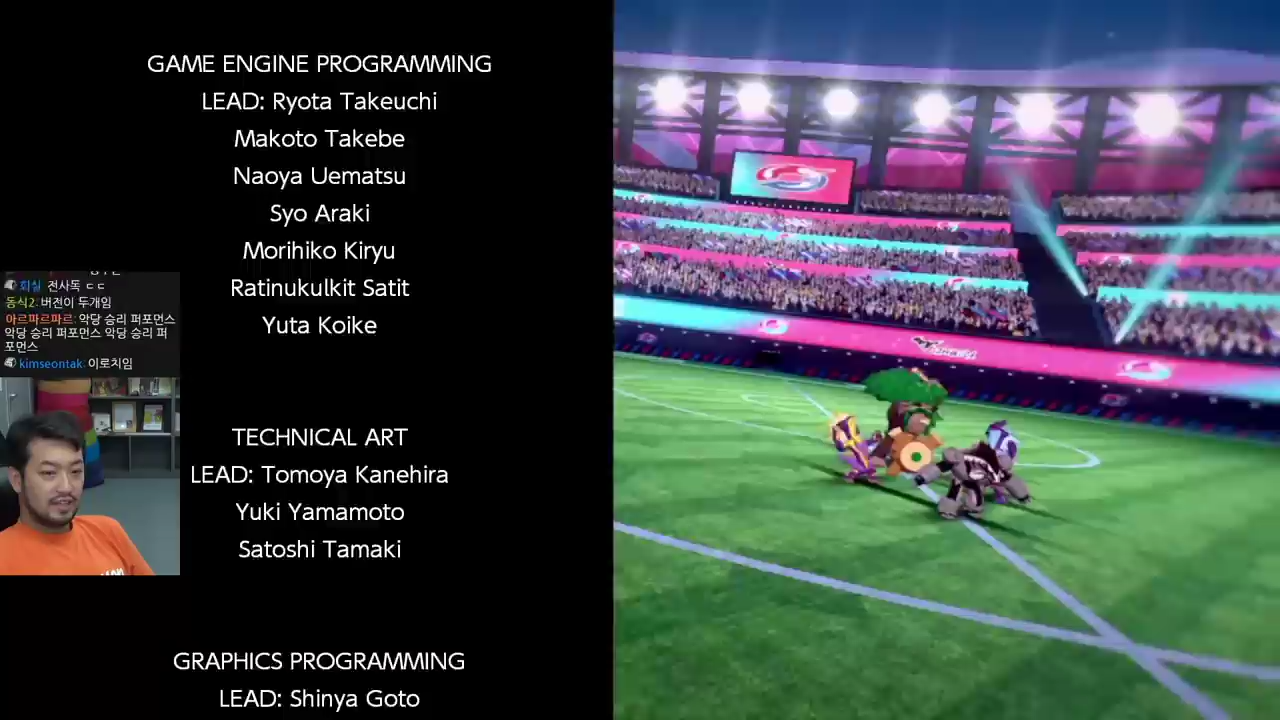 GAME ENGINE PROGRAMMING
LEAD: Ryota Takeuchi
Makoto Takebe
Naoya Uematsu
Syo Araki
Morihiko Kiryu
Ratinukulkit Satit
Yuta Koike
회실 전사독 ㄷㄷ
동식2: 버전이 두개임
아르파르파르: 악당 승리 퍼포먼스
악당 승리 퍼포먼스 악당 승리 퍼
포먼스
kimseontak: 이로치임
TECHNICAL ART
LEAD: Tomoya Kanehira
Yuki Yamamoto
Satoshi Tamaki
GRAPHICS PROGRAMMING
LEAD: Shinya Goto